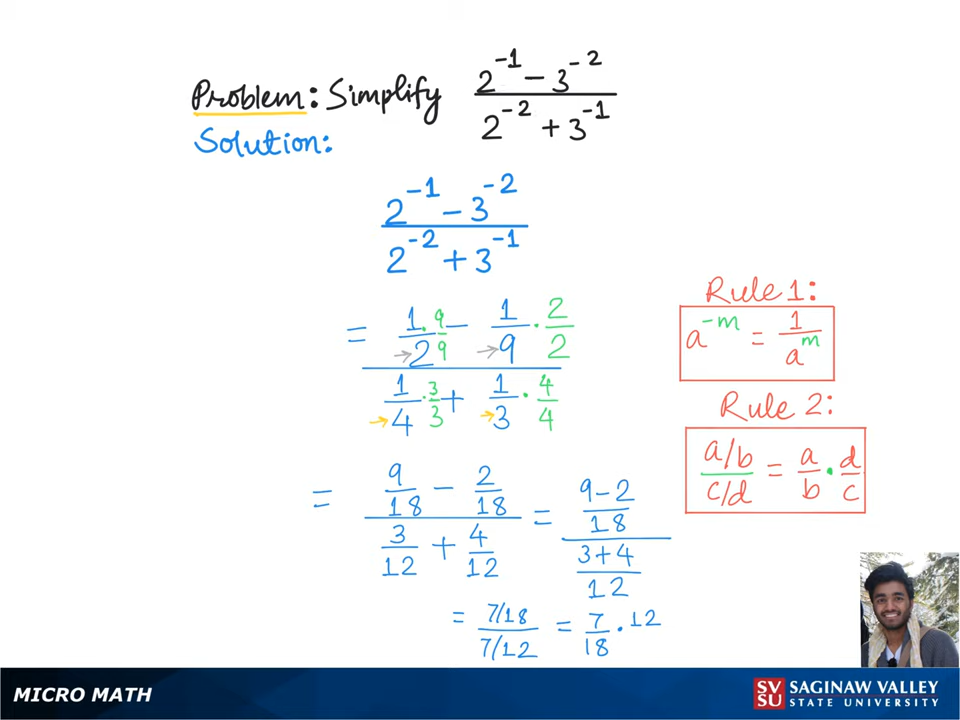 Problem: Simplify (2^-1 - 3^-2) / (2^-2 + 3^-1)
Solution:
(2^-1 - 3^-2) / (2^-2 + 3^-1)
= (1/2 · 9/9 - 1/9 · 2/2) / (1/4 · 3/3 + 1/3 · 4/4)
Rule 1:
a^-m = 1/a^m
Rule 2:
(a/b)/(c/d) = a/b · d/c
= (9/18 - 2/18) / (3/12 + 4/12) = ((9-2)/18) / ((3+4)/12)
= (7/18)/(7/12) = 7/18 · 12
MICRO MATH
SV SU SAGINAW VALLEY
STATE UNIVERSITY